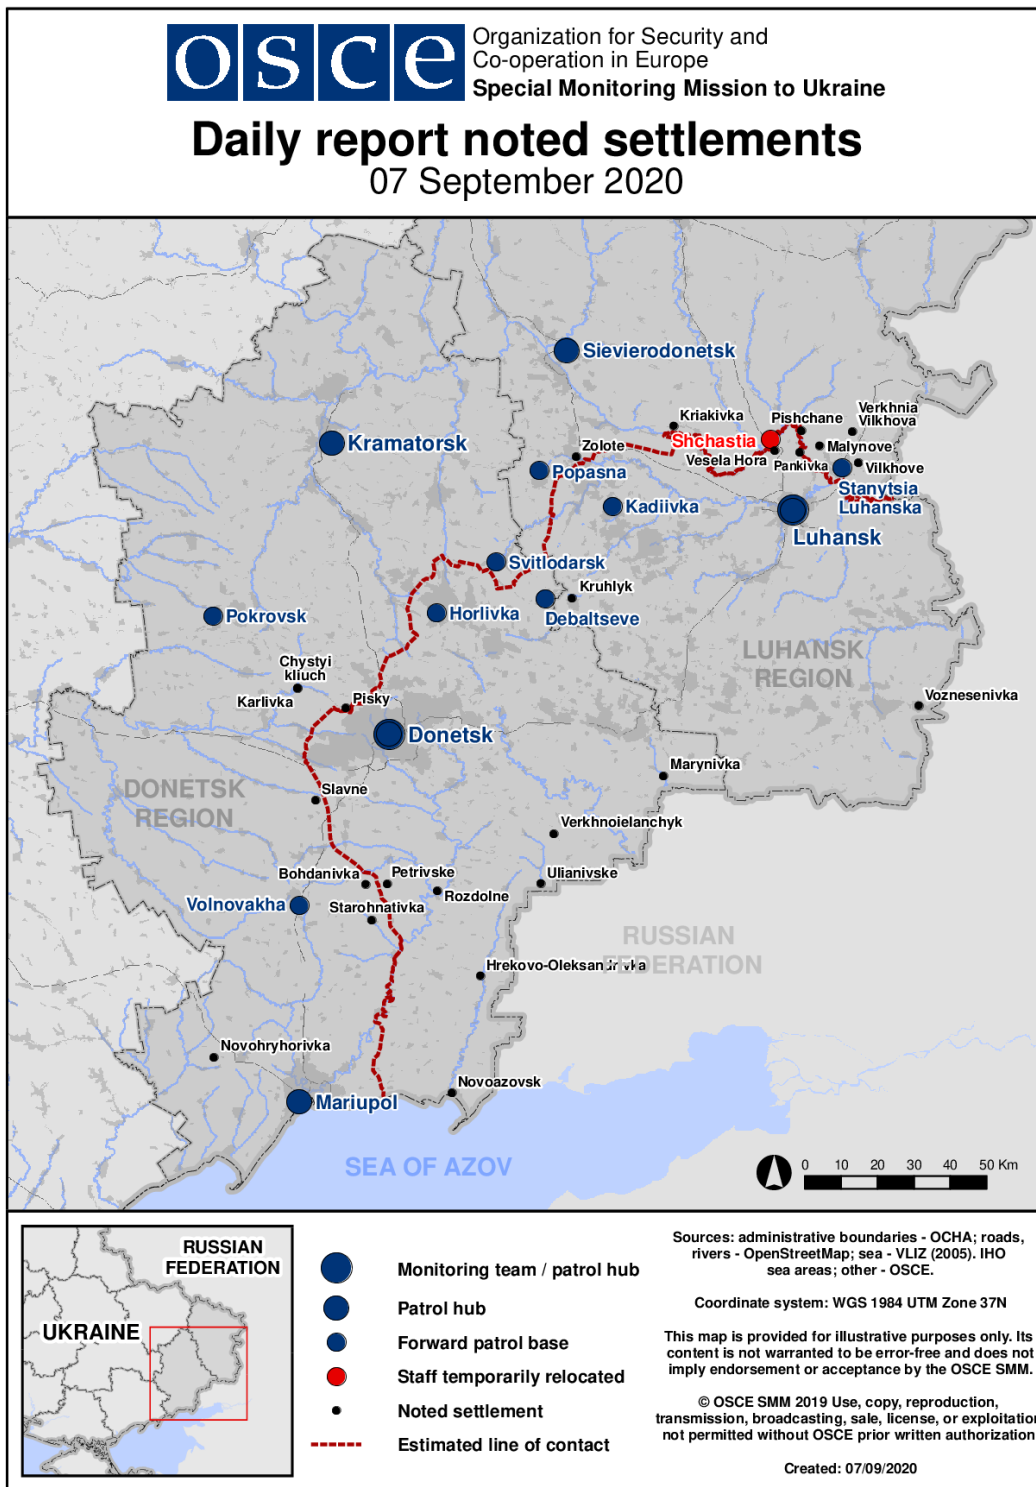 osce
Organization for Security and
Co-operation in Europe
Special Monitoring Mission to Ukraine
Daily report noted settlements
07 September 2020
Sievierodonetsk
Kramatorsk
Kriakivka
Pishchane
Verkhnia
Vilkhova
Shchastia
Malynove
Zolote
Vesela Hora
Pankivka
Vilkhove
Popasna
Stanytsia
Luhanska
Kadiivka
Luhansk
Svitlodarsk
Kruhlyk
Horlivka
Debaltseve
Pokrovsk
LUHANSK
REGION
Chystyi
kliuch
Karlivka
Pisky
Voznesenivka
Donetsk
Marynivka
DONETSK
REGION
Slavne
Verkhnoielanchyk
Bohdanivka
Petrivske
Ulianivske
Rozdolne
Volnovakha
Starohnativka
RUSSIAN
FEDERATION
Hrekovo-Oleksandrivka
Novohryhorivka
Novoazovsk
Mariupol
SEA OF AZOV
0 10 20 30 40 50 Km
RUSSIAN
FEDERATION
UKRAINE
Monitoring team / patrol hub
Patrol hub
Forward patrol base
Staff temporarily relocated
Noted settlement
Estimated line of contact
Sources: administrative boundaries - OCHA; roads,
rivers - OpenStreetMap; sea - VLIZ (2005). IHO
sea areas; other - OSCE.
Coordinate system: WGS 1984 UTM Zone 37N
This map is provided for illustrative purposes only. Its
content is not warranted to be error-free and does not
imply endorsement or acceptance by the OSCE SMM.
© OSCE SMM 2019 Use, copy, reproduction,
transmission, broadcasting, sale, license, or exploitation
not permitted without OSCE prior written authorization
Created: 07/09/2020